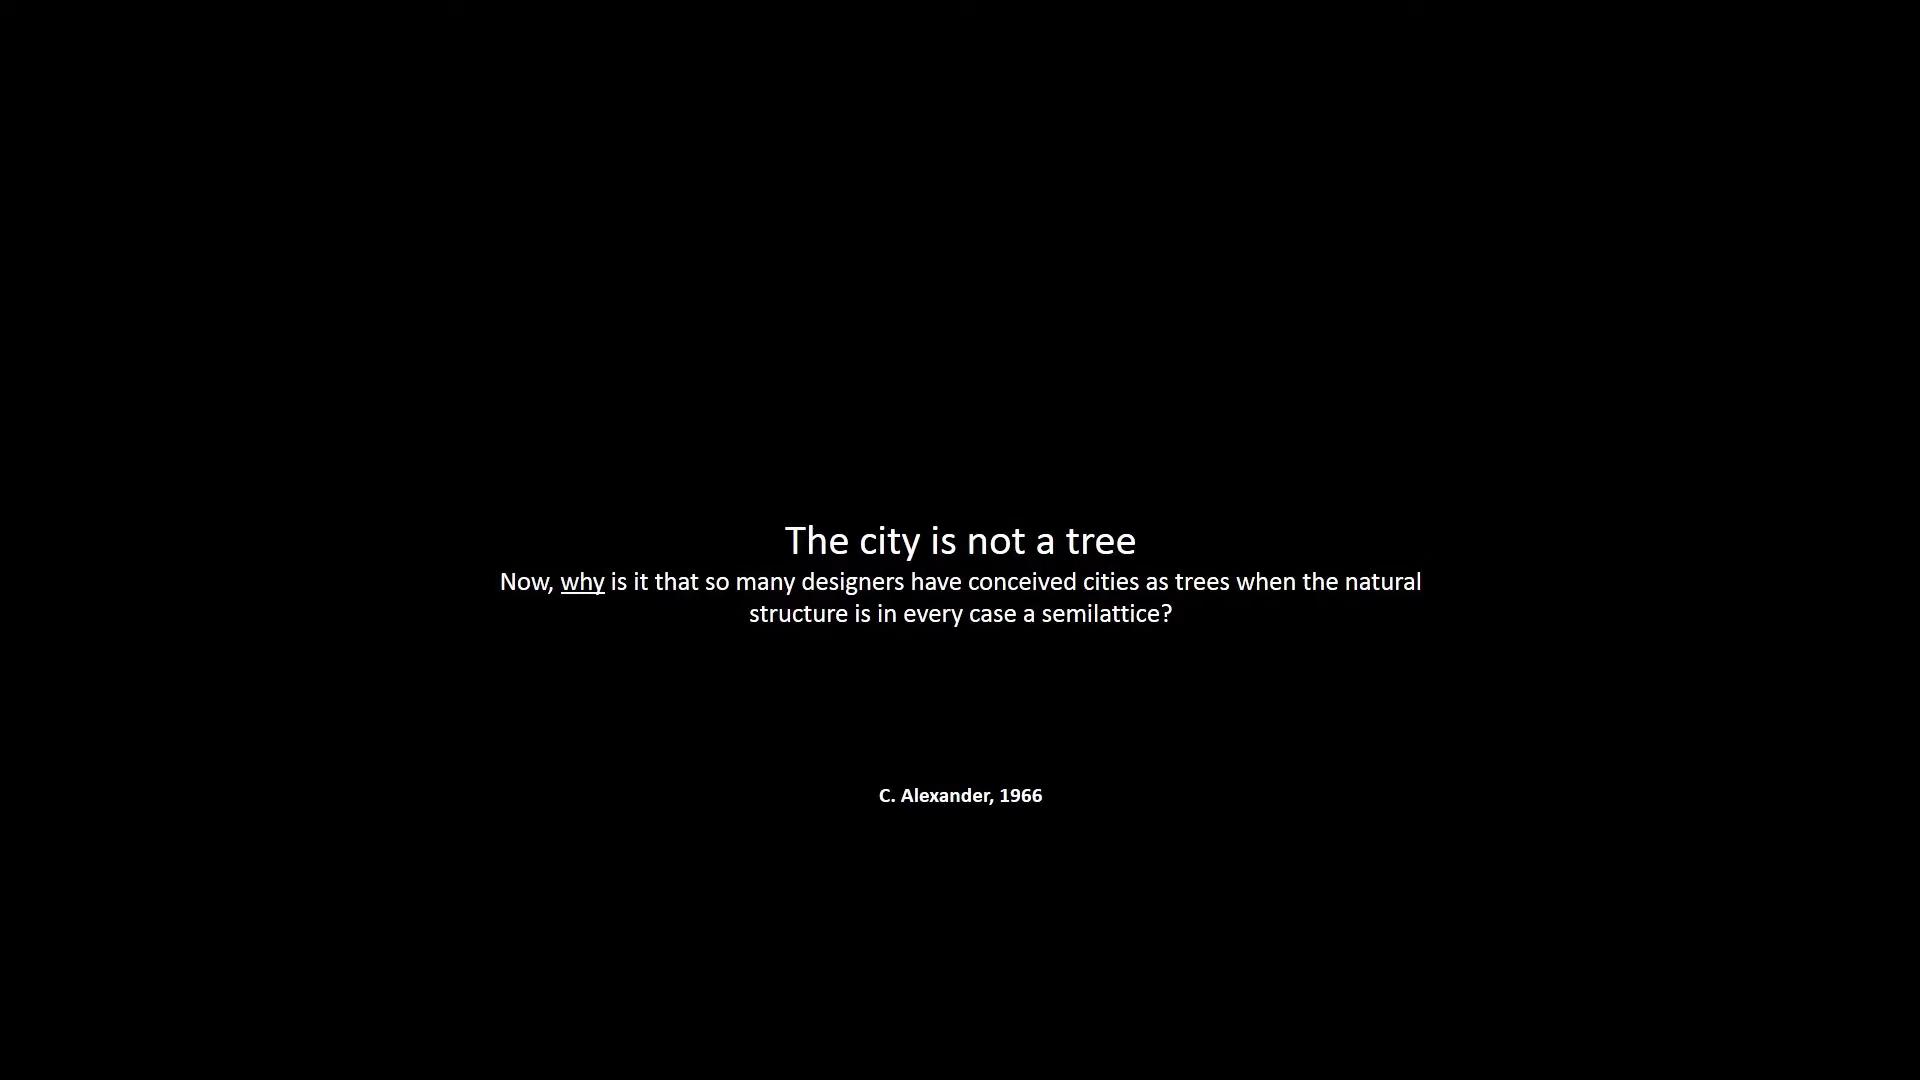 The city is not a tree
Now, why is it that so many designers have conceived cities as trees when the natural
structure is in every case a semilattice?
C. Alexander, 1966